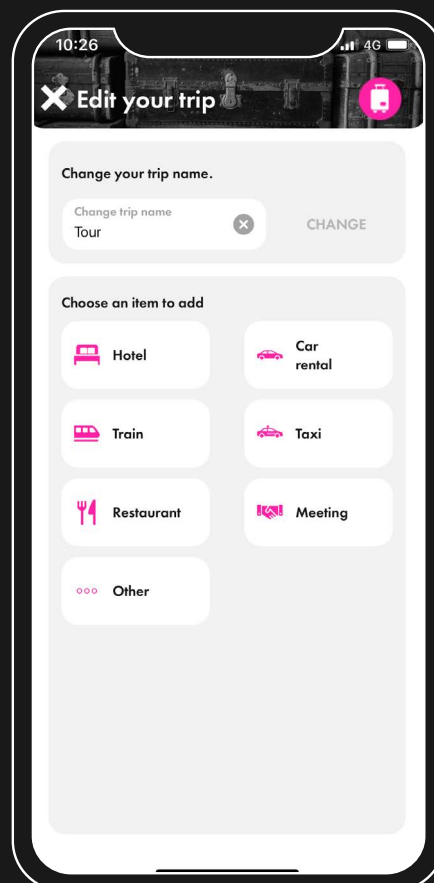 10:26
4G
Edit your trip
Change your trip name.
Change trip name
Tour
CHANGE
Choose an item to add
Hotel
Car
rental
Train
Taxi
Restaurant
Meeting
Other